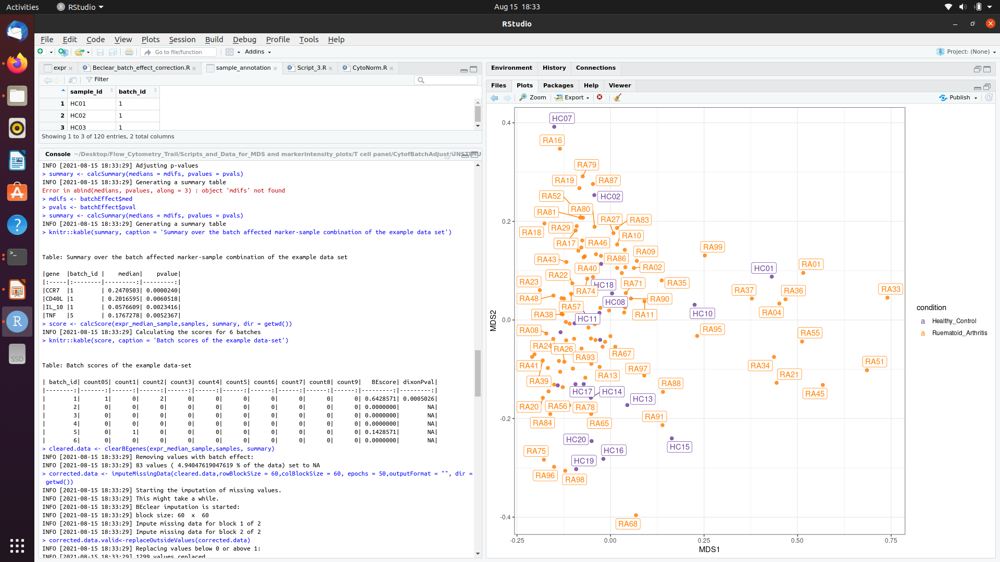 Activities
RStudio
Aug 15 18:33
RStudio
File Edit Code View Plots Session Build Debug Profile Tools Help
Go to file/function
Addins
Project: (None)
expr
Beclear_batch_effect_correction.R
sample_annotation
Script_3.R
CytoNorm.R
Filter
sample_id batch_id
1 HC01 1
2 HC02 1
3 HC03 1
Showing 1 to 3 of 120 entries, 2 total columns
Console ~/Desktop/Flow_Cytometry_Trail/Scripts_and_Data_for_MDS and markerintensity_plots/T cell panel/CytofBatchAdjust/UNSTIMU
INFO [2021-08-15 18:33:29] Adjusting p-values
> summary <- calcSummary(medians = mdifs, pvalues = pvals)
INFO [2021-08-15 18:33:29] Generating a summary table
Error in abind(medians, pvalues, along = 3) : object 'mdifs' not found
> mdifs <- batchEffect$med
> pvals <- batchEffect$pval
> summary <- calcSummary(medians = mdifs, pvalues = pvals)
INFO [2021-08-15 18:33:29] Generating a summary table
> knitr::kable(summary, caption = 'Summary over the batch affected marker-sample combination of the example data set')
Table: Summary over the batch affected marker-sample combination of the example data set
|gene |batch_id | median| pvalue|
|:-----|:--------|---------:|---------:|
|CCR7 |1 | 0.2470503| 0.0000240|
|CD40L |1 | 0.2016595| 0.0060518|
|IL_10 |1 | 0.0576609| 0.0023416|
|TNF |5 | 0.1767278| 0.0052367|
> score <- calcScore(expr_median_sample,samples, summary, dir = getwd())
INFO [2021-08-15 18:33:29] Calculating the scores for 6 batches
> knitr::kable(score, caption = 'Batch scores of the example data-set')
Table: Batch scores of the example data-set
| batch_id| count05| count1| count2| count3| count4| count5| count6| count7| count8| count9| BEscore| dixonPval|
|--------:|-------:|------:|------:|------:|------:|------:|------:|------:|------:|------:|---------:|---------:|
| 1| 1| 0| 2| 0| 0| 0| 0| 0| 0| 0| 0.6428571| 0.0005026|
| 2| 0| 0| 0| 0| 0| 0| 0| 0| 0| 0| 0.0000000| NA|
| 3| 0| 0| 0| 0| 0| 0| 0| 0| 0| 0| 0.0000000| NA|
| 4| 0| 0| 0| 0| 0| 0| 0| 0| 0| 0| 0.0000000| NA|
| 5| 0| 1| 0| 0| 0| 0| 0| 0| 0| 0| 0.1428571| NA|
| 6| 0| 0| 0| 0| 0| 0| 0| 0| 0| 0| 0.0000000| NA|
> cleared.data <- clearBEgenes(expr_median_sample,samples, summary)
INFO [2021-08-15 18:33:29] Removing values with batch effect:
INFO [2021-08-15 18:33:29] 83 values ( 4.94047619047619 % of the data) set to NA
> corrected.data <- imputeMissingData(cleared.data,rowBlockSize = 60,colBlockSize = 60, epochs = 50,outputFormat = "", dir =
getwd())
INFO [2021-08-15 18:33:29] Starting the imputation of missing values.
INFO [2021-08-15 18:33:29] This might take a while.
INFO [2021-08-15 18:33:29] BEclear imputation is started:
INFO [2021-08-15 18:33:29] block size: 60 x 60
INFO [2021-08-15 18:33:29] Impute missing data for block 1 of 2
INFO [2021-08-15 18:33:29] Impute missing data for block 2 of 2
> corrected.data.valid<-replaceOutsideValues(corrected.data)
INFO [2021-08-15 18:33:29] Replacing values below 0 or above 1:
INFO [2021-08-15 18:33:29] 1299 values replaced
SSD
Environment History Connections
Files Plots Packages Help Viewer
Zoom Export Publish
HC07
0.4
RA16
RA79
RA19 RA87
RA52 HC02
RA81 RA80
0.2
RA27 RA83
RA18 RA29
RA10
RA17 RA46
RA99
RA09
RA43 RA86
RA01
RA40 RA02 HC01
RA22
RA23 HC18 RA71 RA35
RA74 RA37 RA36 RA33
RA48 RA90
HC08
RA57
RA38 HC11 RA11 HC10 RA04
0.0
RA08 RA95
RA55
RA24 RA26
RA93 RA67
RA41 RA34 RA51
RA97
RA13 RA21
RA39 RA88
HC17 HC14 RA45
HC13
RA20 RA56 RA78
-0.2
RA91
RA84 RA65
HC20
HC15
RA75 HC16
HC19
RA96 RA98
-0.4
RA68
-0.25 0.00 0.25 0.50 0.75
MDS1
MDS2
condition
a Healthy_Control
a Ruematoid_Arthritis